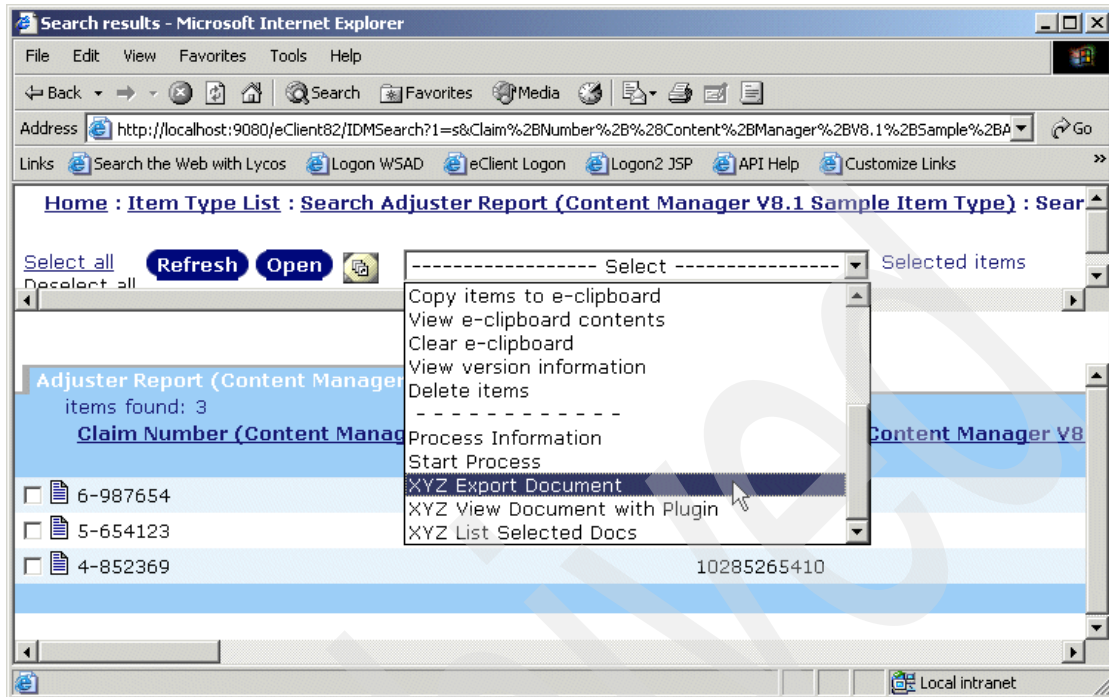 Search results - Microsoft Internet Explorer
File Edit View Favorites Tools Help
Back Search Favorites Media
Address http://localhost:9080/eClient82/IDMSearch?1=s&Claim%2BNumber%2B%28Content%2BManager%2BV8.1%2BSample%2BA Go
Links Search the Web with Lycos Logon WSAD eClient Logon Logon2 JSP API Help Customize Links »
Home : Item Type List : Search Adjuster Report (Content Manager V8.1 Sample Item Type) : Sear
Select all Refresh Open ------------------ Select ---------------- Selected items
Deselect all
Copy items to e-clipboard
View e-clipboard contents
Clear e-clipboard
View version information
Delete items
- - - - - - - - - - - -
Process Information
Start Process
XYZ Export Document
XYZ View Document with Plugin
XYZ List Selected Docs
Adjuster Report (Content Manager
items found: 3
Claim Number (Content Manag Content Manager V8
6-987654
5-654123
4-852369 10285265410
Local intranet